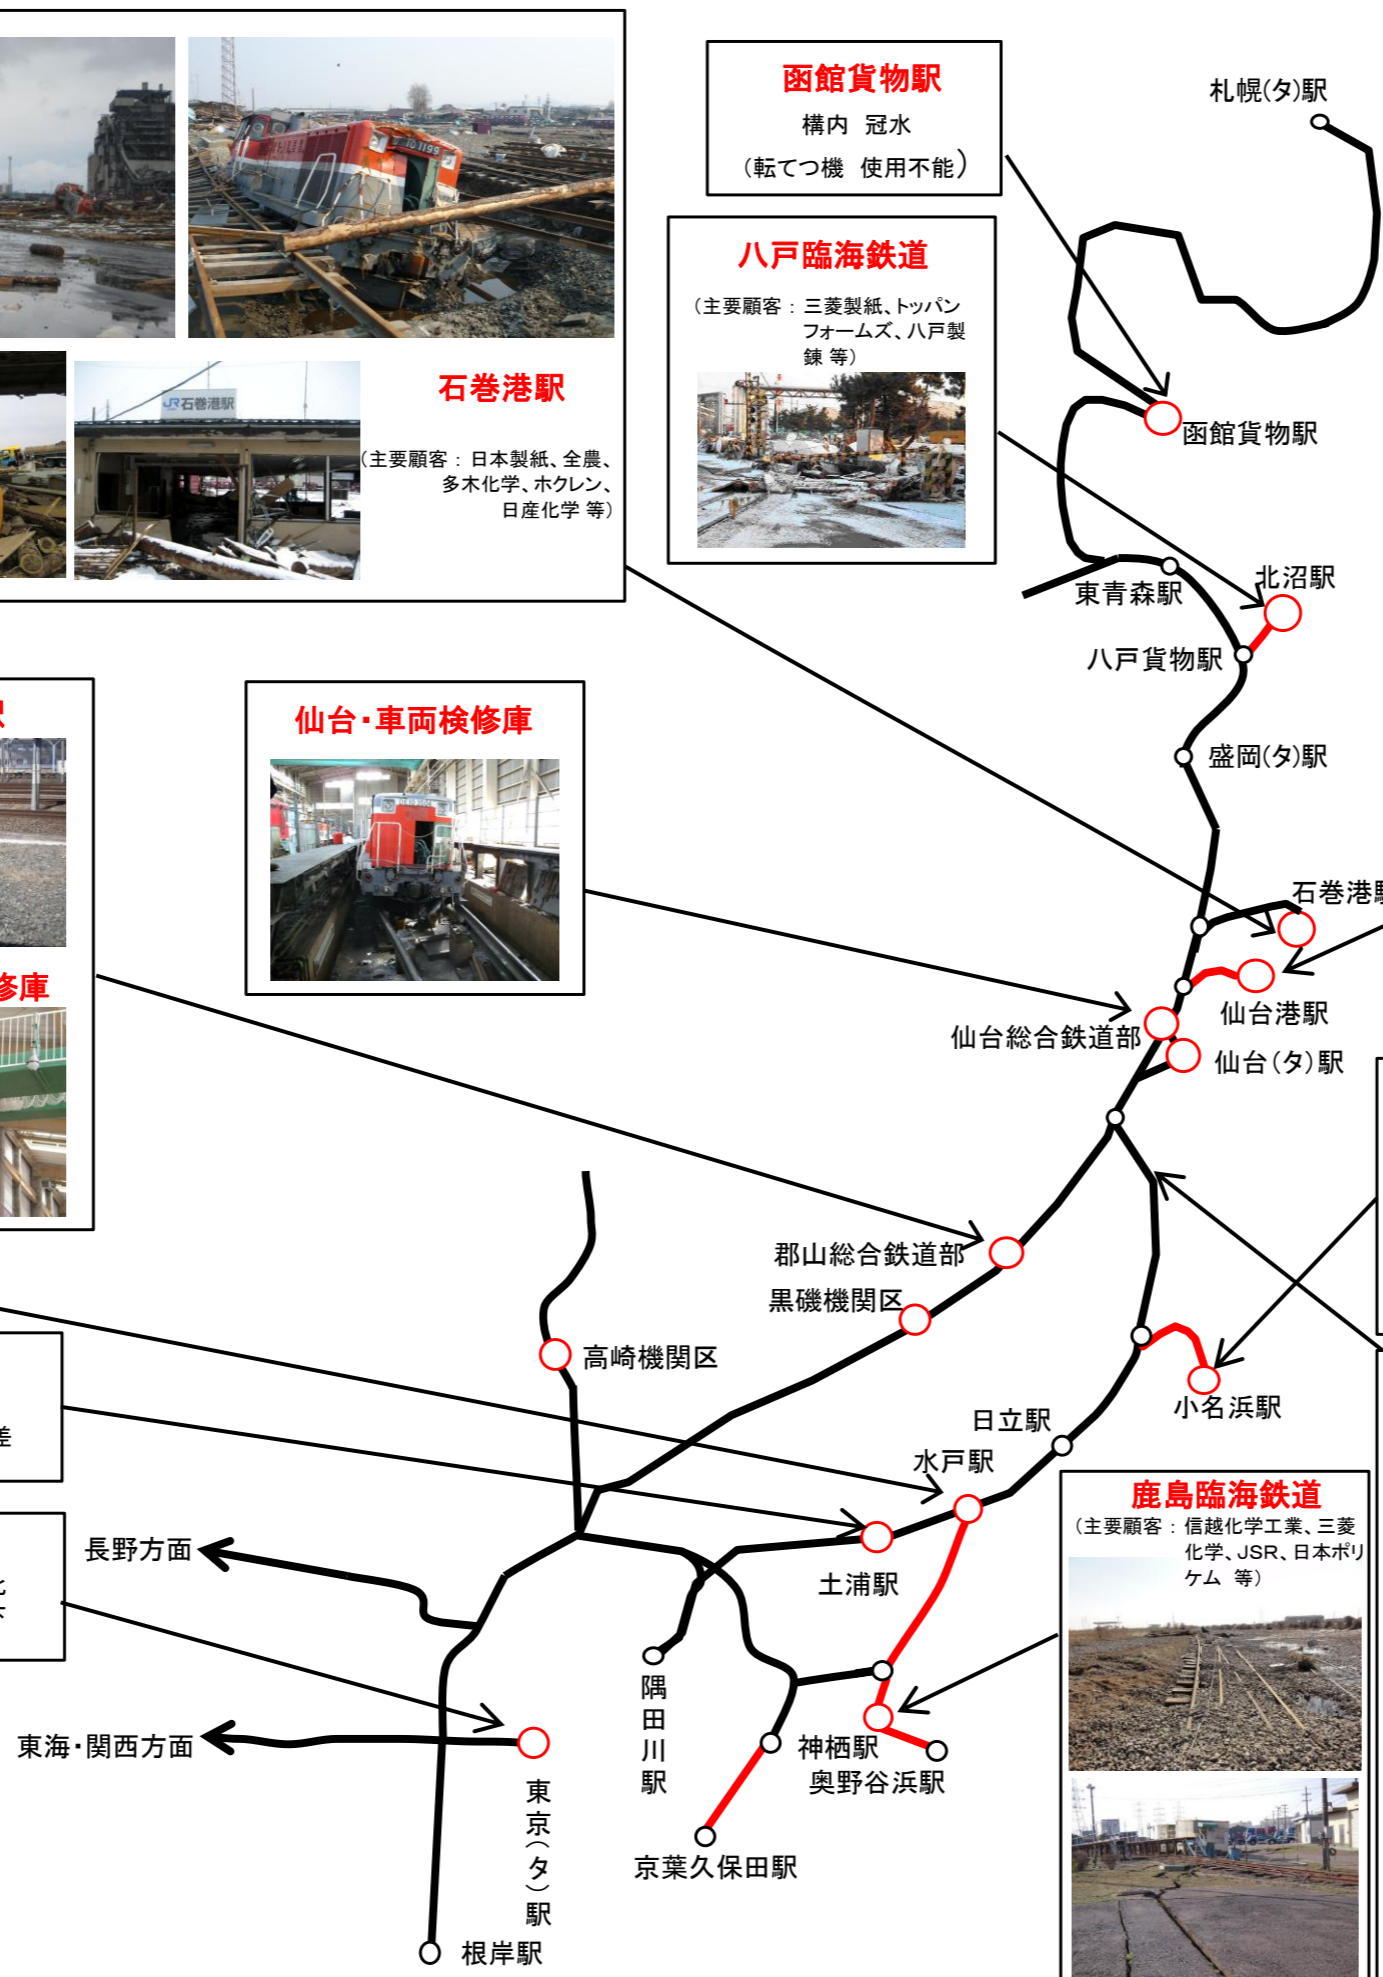 函館貨物駅
構内 冠水
(転てつ機 使用不能)
札幌(タ)駅
八戸臨海鉄道
(主要顧客：三菱製紙、トッパン
フォームズ、八戸製
錬 等)
石巻港駅
(主要顧客：日本製紙、全農、
多木化学、ホクレン、
日産化学 等)
10 1199
JR石巻港駅
函館貨物駅
東青森駅
北沼駅
八戸貨物駅
盛岡(タ)駅
駅
仙台・車両検修庫
石巻港駅
修庫
仙台港駅
仙台総合鉄道部
仙台(タ)駅
郡山総合鉄道部
黒磯機関区
高崎機関区
小名浜駅
日立駅
水戸駅
差
鹿島臨海鉄道
(主要顧客：信越化学工業、三菱
化学、JSR、日本ポリ
ケム 等)
長野方面
土浦駅
隅田川駅
東海・関西方面
神栖駅
奥野谷浜駅
東京(タ)駅
京葉久保田駅
根岸駅